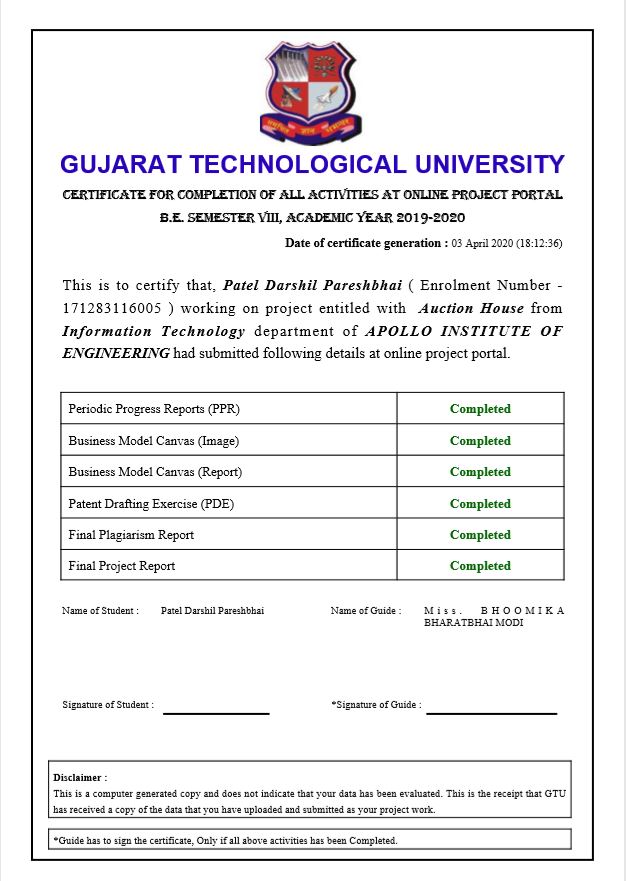 GUJARAT TECHNOLOGICAL UNIVERSITY
CERTIFICATE FOR COMPLETION OF ALL ACTIVITIES AT ONLINE PROJECT PORTAL
B.E. SEMESTER VIII, ACADEMIC YEAR 2019-2020
Date of certificate generation : 03 April 2020 (18:12:36)
This is to certify that, Patel Darshil Pareshbhai ( Enrolment Number -
171283116005 ) working on project entitled with Auction House from
Information Technology department of APOLLO INSTITUTE OF
ENGINEERING had submitted following details at online project portal.
Periodic Progress Reports (PPR) Completed
Business Model Canvas (Image) Completed
Business Model Canvas (Report) Completed
Patent Drafting Exercise (PDE) Completed
Final Plagiarism Report Completed
Final Project Report Completed
Name of Student : Patel Darshil Pareshbhai Name of Guide : Miss. BHOOMIKA
BHARATBHAI MODI
Signature of Student : *Signature of Guide :
Disclaimer :
This is a computer generated copy and does not indicate that your data has been evaluated. This is the receipt that GTU
has received a copy of the data that you have uploaded and submitted as your project work.
*Guide has to sign the certificate, Only if all above activities has been Completed.